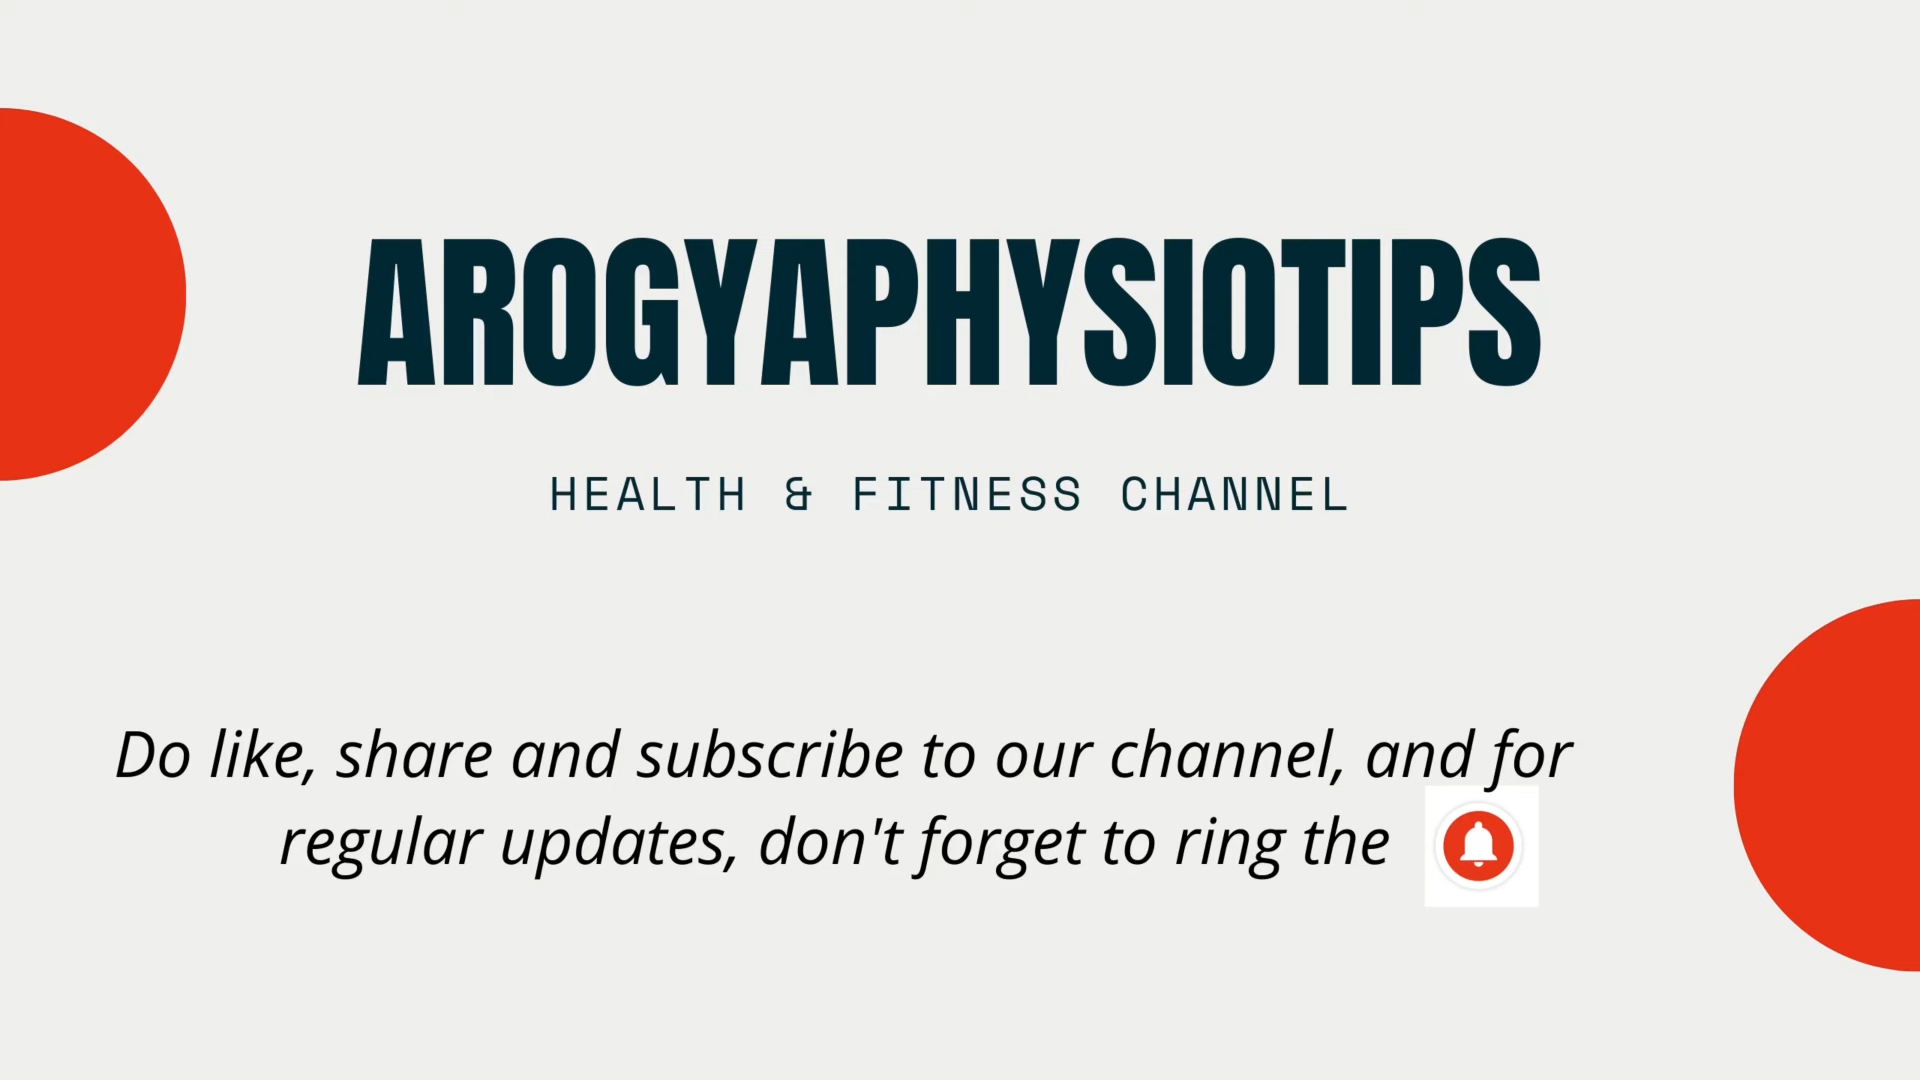 AROGYAPHYSIOTIPS
HEALTH & FITNESS CHANNEL
Do like, share and subscribe to our channel, and for
regular updates, don't forget to ring the